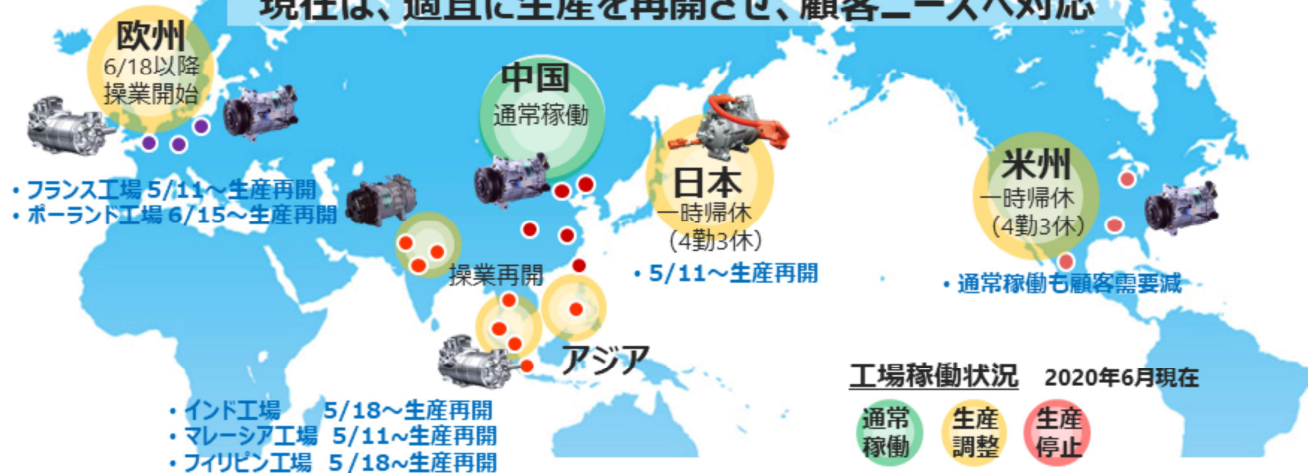 現在は、適宜に生産を再開させ、顧客ニーズへ対応
欧州
6/18以降
操業開始
・フランス工場 5/11～生産再開
・ポーランド工場 6/15～生産再開
中国
通常稼働
日本
一時帰休
（4勤3休）
・5/11～生産再開
米州
一時帰休
（4勤3休）
・通常稼働も顧客需要減
操業再開
アジア
・インド工場 5/18～生産再開
・マレーシア工場 5/11~生産再開
・フィリピン工場 5/18~生産再開
工場稼働状況 2020年6月現在
通常
稼働
生産
調整
生産
停止